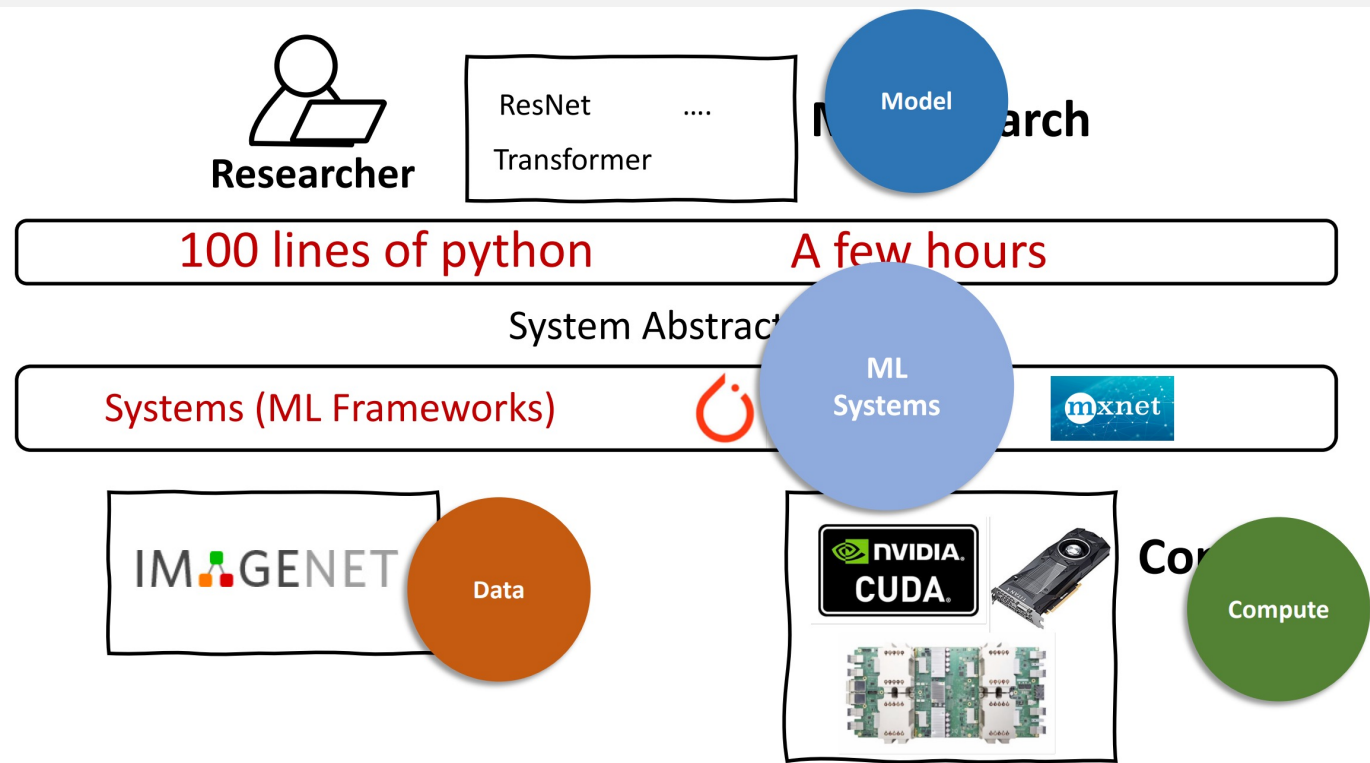 ResNet ....
Transformer
Researcher
Model
arch
100 lines of python A few hours
System Abstract
Systems (ML Frameworks)
ML
Systems
mxnet
IMAGENET
Data
NVIDIA.
CUDA.
Compute